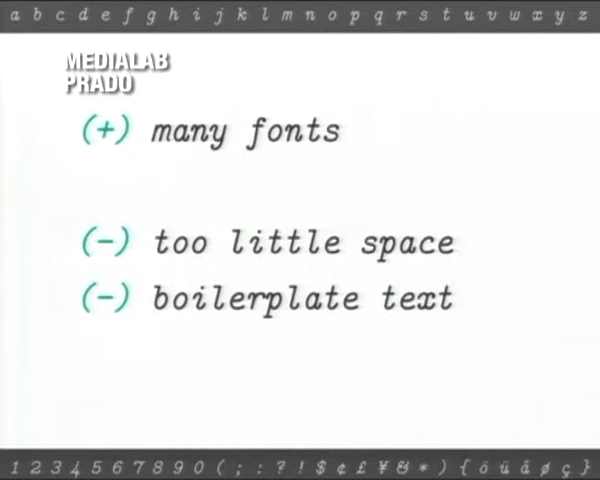 a b c d e f g h i j k l m n o p q r s t u v w x y z
MEDIALAB
PRADO
(+) many fonts
(-) too little space
(-) boilerplate text
1 2 3 4 5 6 7 8 9 0 ( ; : ? ! $ ¢ £ ¥ & * ) { ö ü å ø ç }